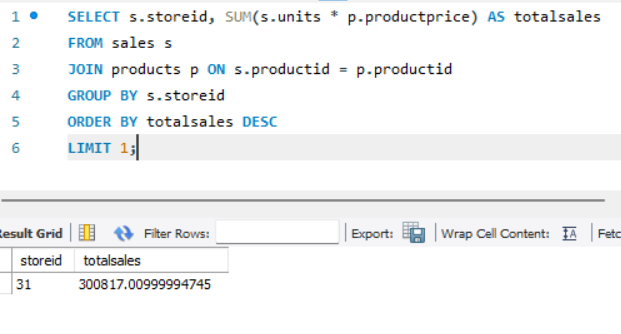 1 SELECT s.storeid, SUM(s.units * p.productprice) AS totalsales
2 FROM sales s
3 JOIN products p ON s.productid = p.productid
4 GROUP BY s.storeid
5 ORDER BY totalsales DESC
6 LIMIT 1;
Result Grid Filter Rows: Export: Wrap Cell Content: IA Fetc
storeid totalsales
31 300817.00999994745